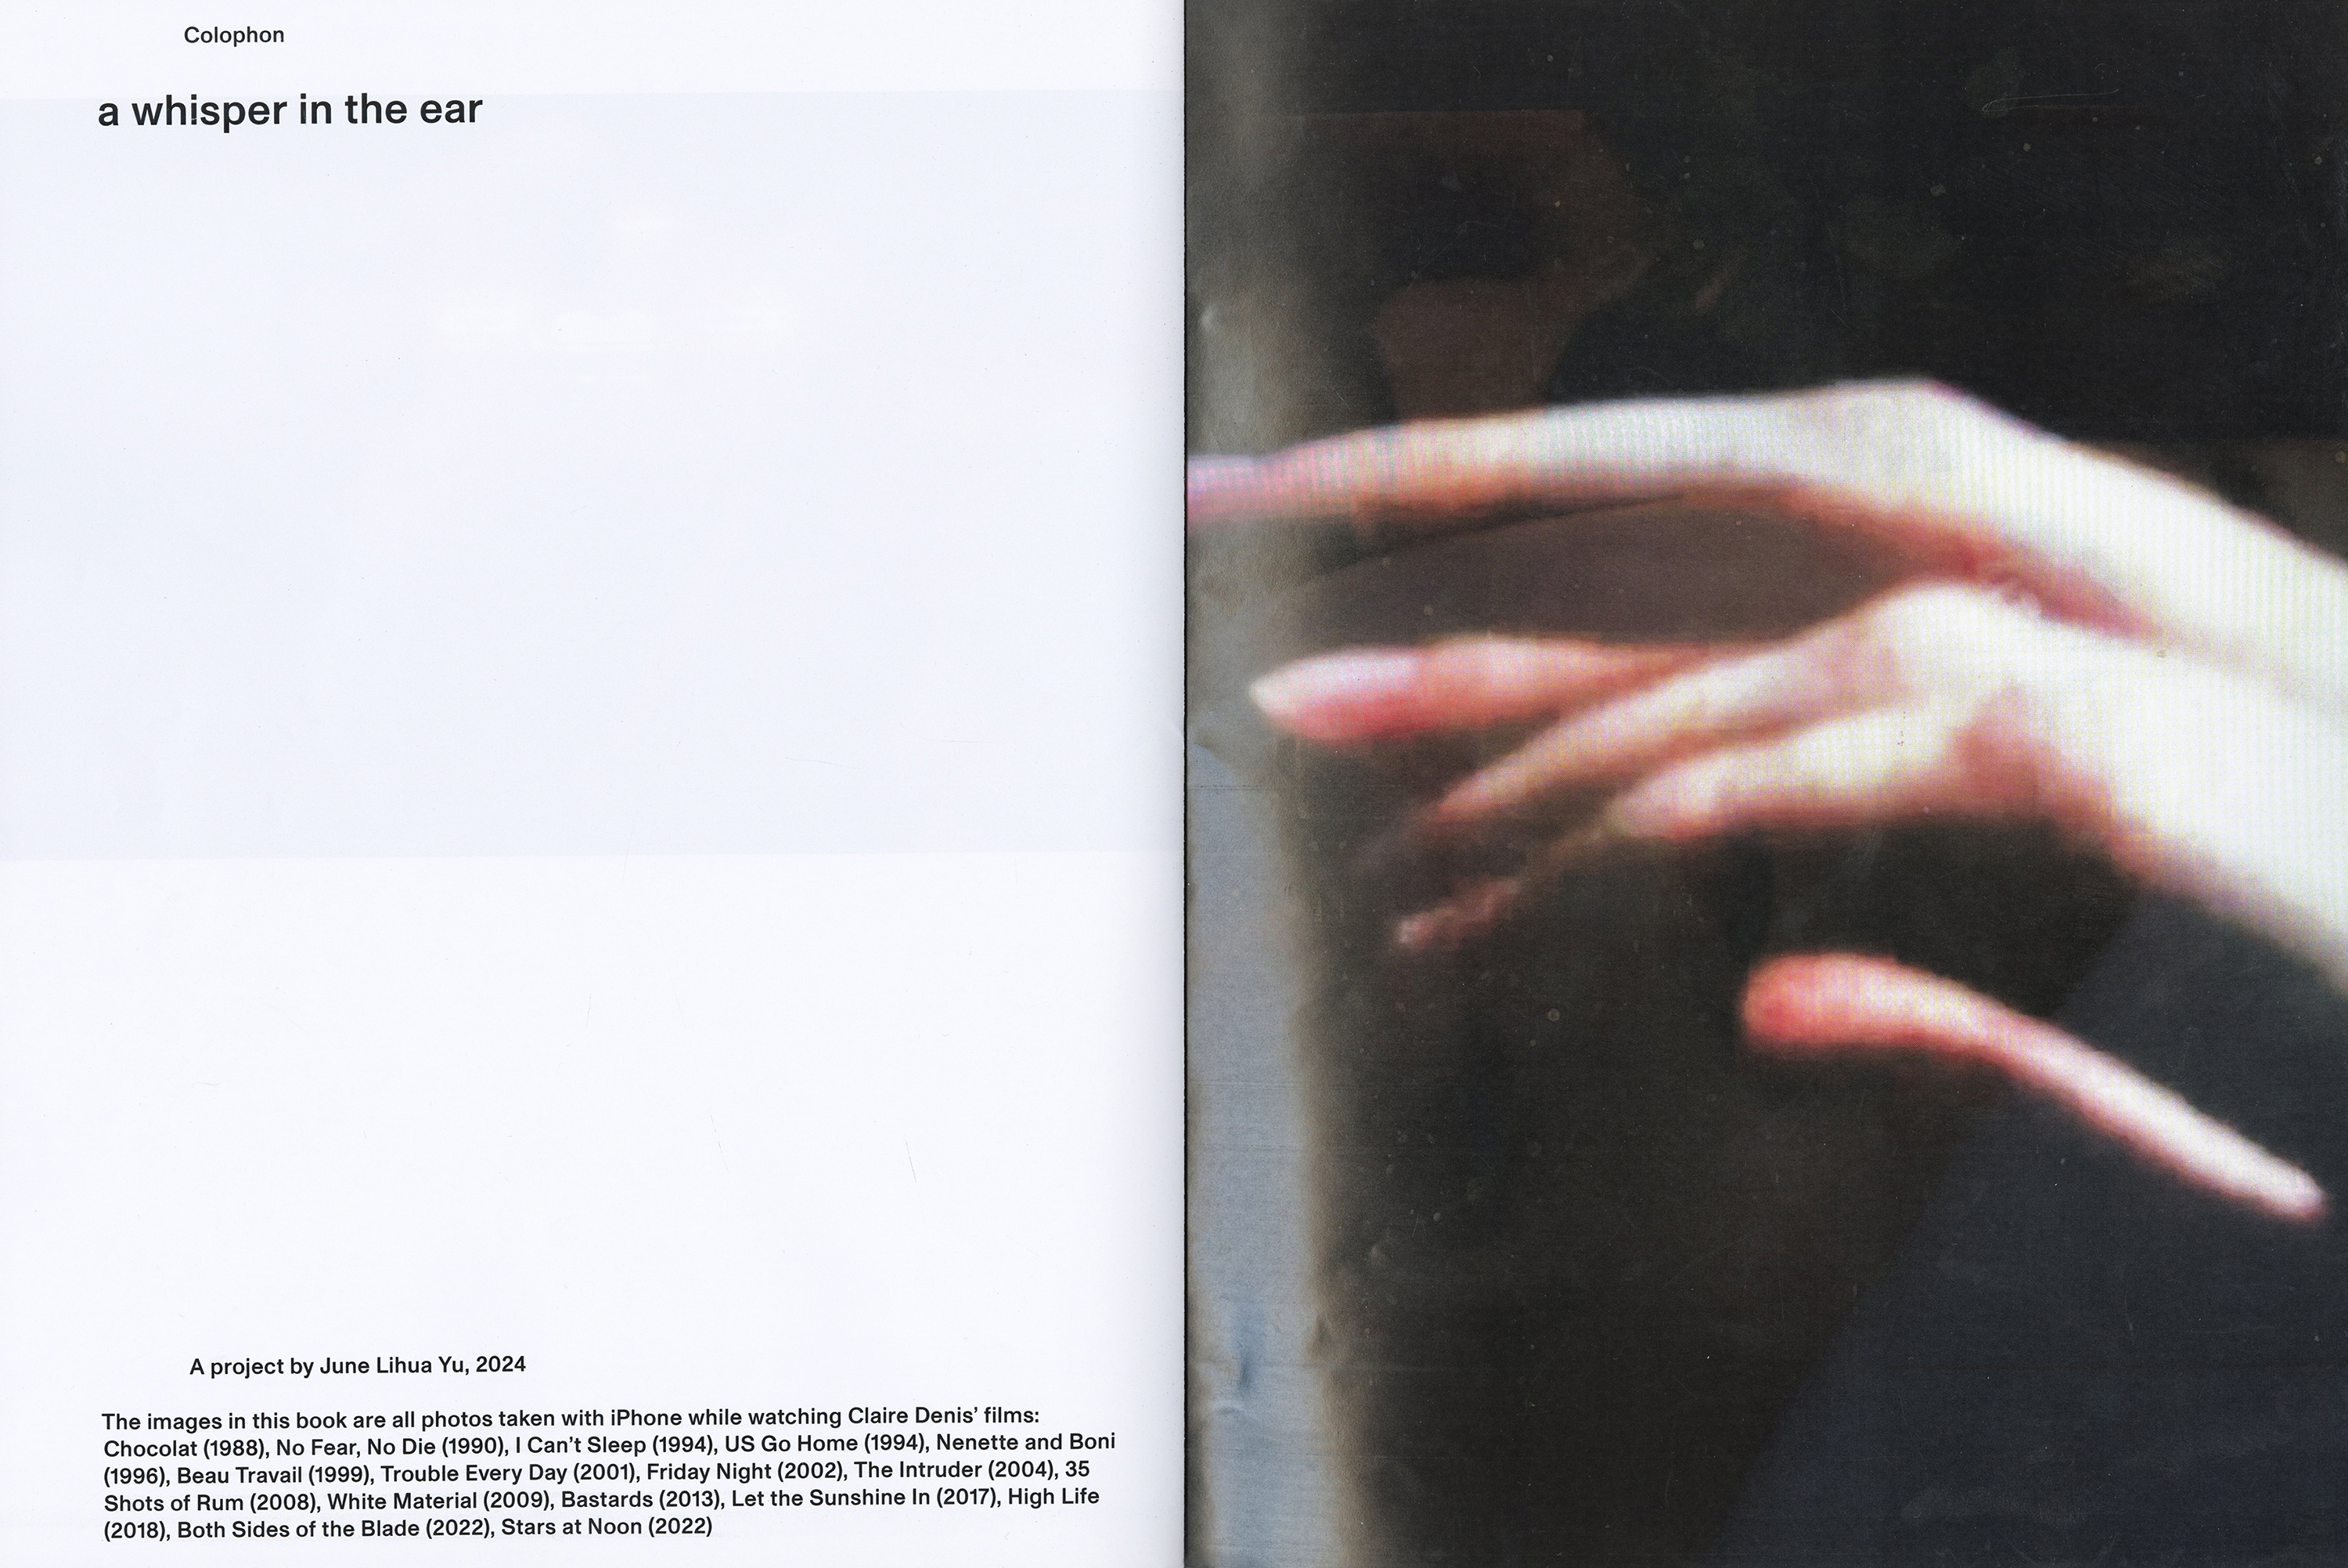 Colophon
a whisper in the ear
A project by June Lihua Yu, 2024
The images in this book are all photos taken with iPhone while watching Claire Denis’ films:
Chocolat (1988), No Fear, No Die (1990), I Can’t Sleep (1994), US Go Home (1994), Nenette and Boni
(1996), Beau Travail (1999), Trouble Every Day (2001), Friday Night (2002), The Intruder (2004), 35
Shots of Rum (2008), White Material (2009), Bastards (2013), Let the Sunshine In (2017), High Life
(2018), Both Sides of the Blade (2022), Stars at Noon (2022)